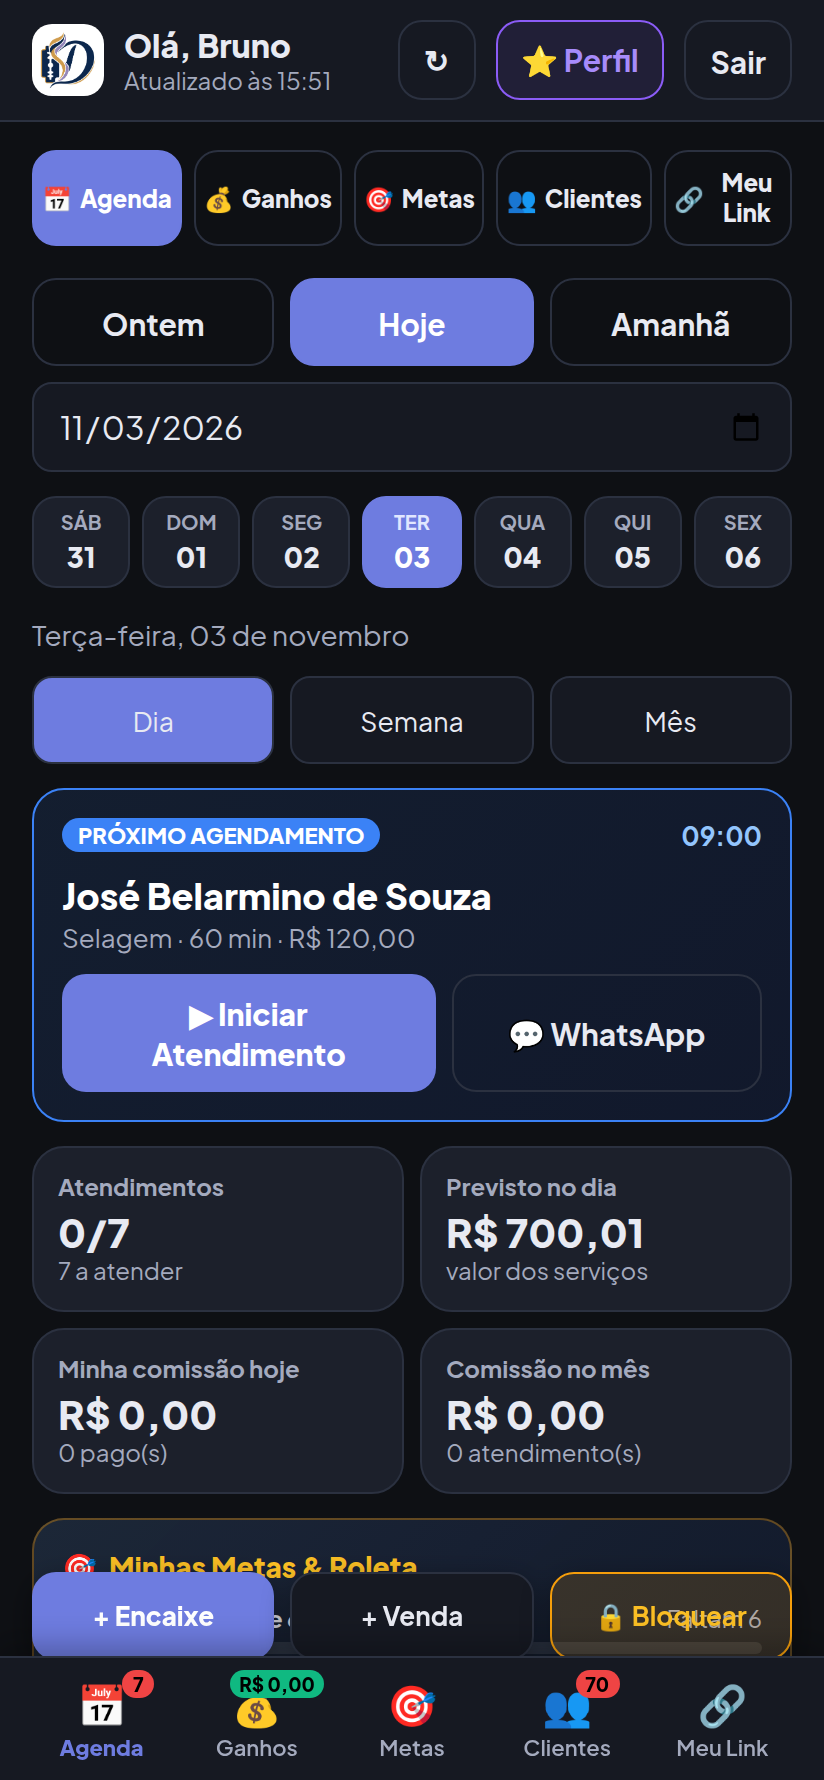 Olá, Bruno
Atualizado às 15:51
↻
⭐ Perfil
Sair
📅 Agenda
💰 Ganhos
🎯 Metas
👥 Clientes
🔗 Meu
Link
Ontem
Hoje
Amanhã
11/03/2026
SÁB
31
DOM
01
SEG
02
TER
03
QUA
04
QUI
05
SEX
06
Terça-feira, 03 de novembro
Dia
Semana
Mês
PRÓXIMO AGENDAMENTO
09:00
José Belarmino de Souza
Selagem · 60 min · R$ 120,00
▶ Iniciar
Atendimento
💬 WhatsApp
Atendimentos
0/7
7 a atender
Previsto no dia
R$ 700,01
valor dos serviços
Minha comissão hoje
R$ 0,00
0 pago(s)
Comissão no mês
R$ 0,00
0 atendimento(s)
🎯 Minhas Metas & Roleta
Faltam 6
+ Encaixe
+ Venda
🔒 Bloquear
7
Agenda
R$ 0,00
Ganhos
Metas
70
Clientes
Meu Link